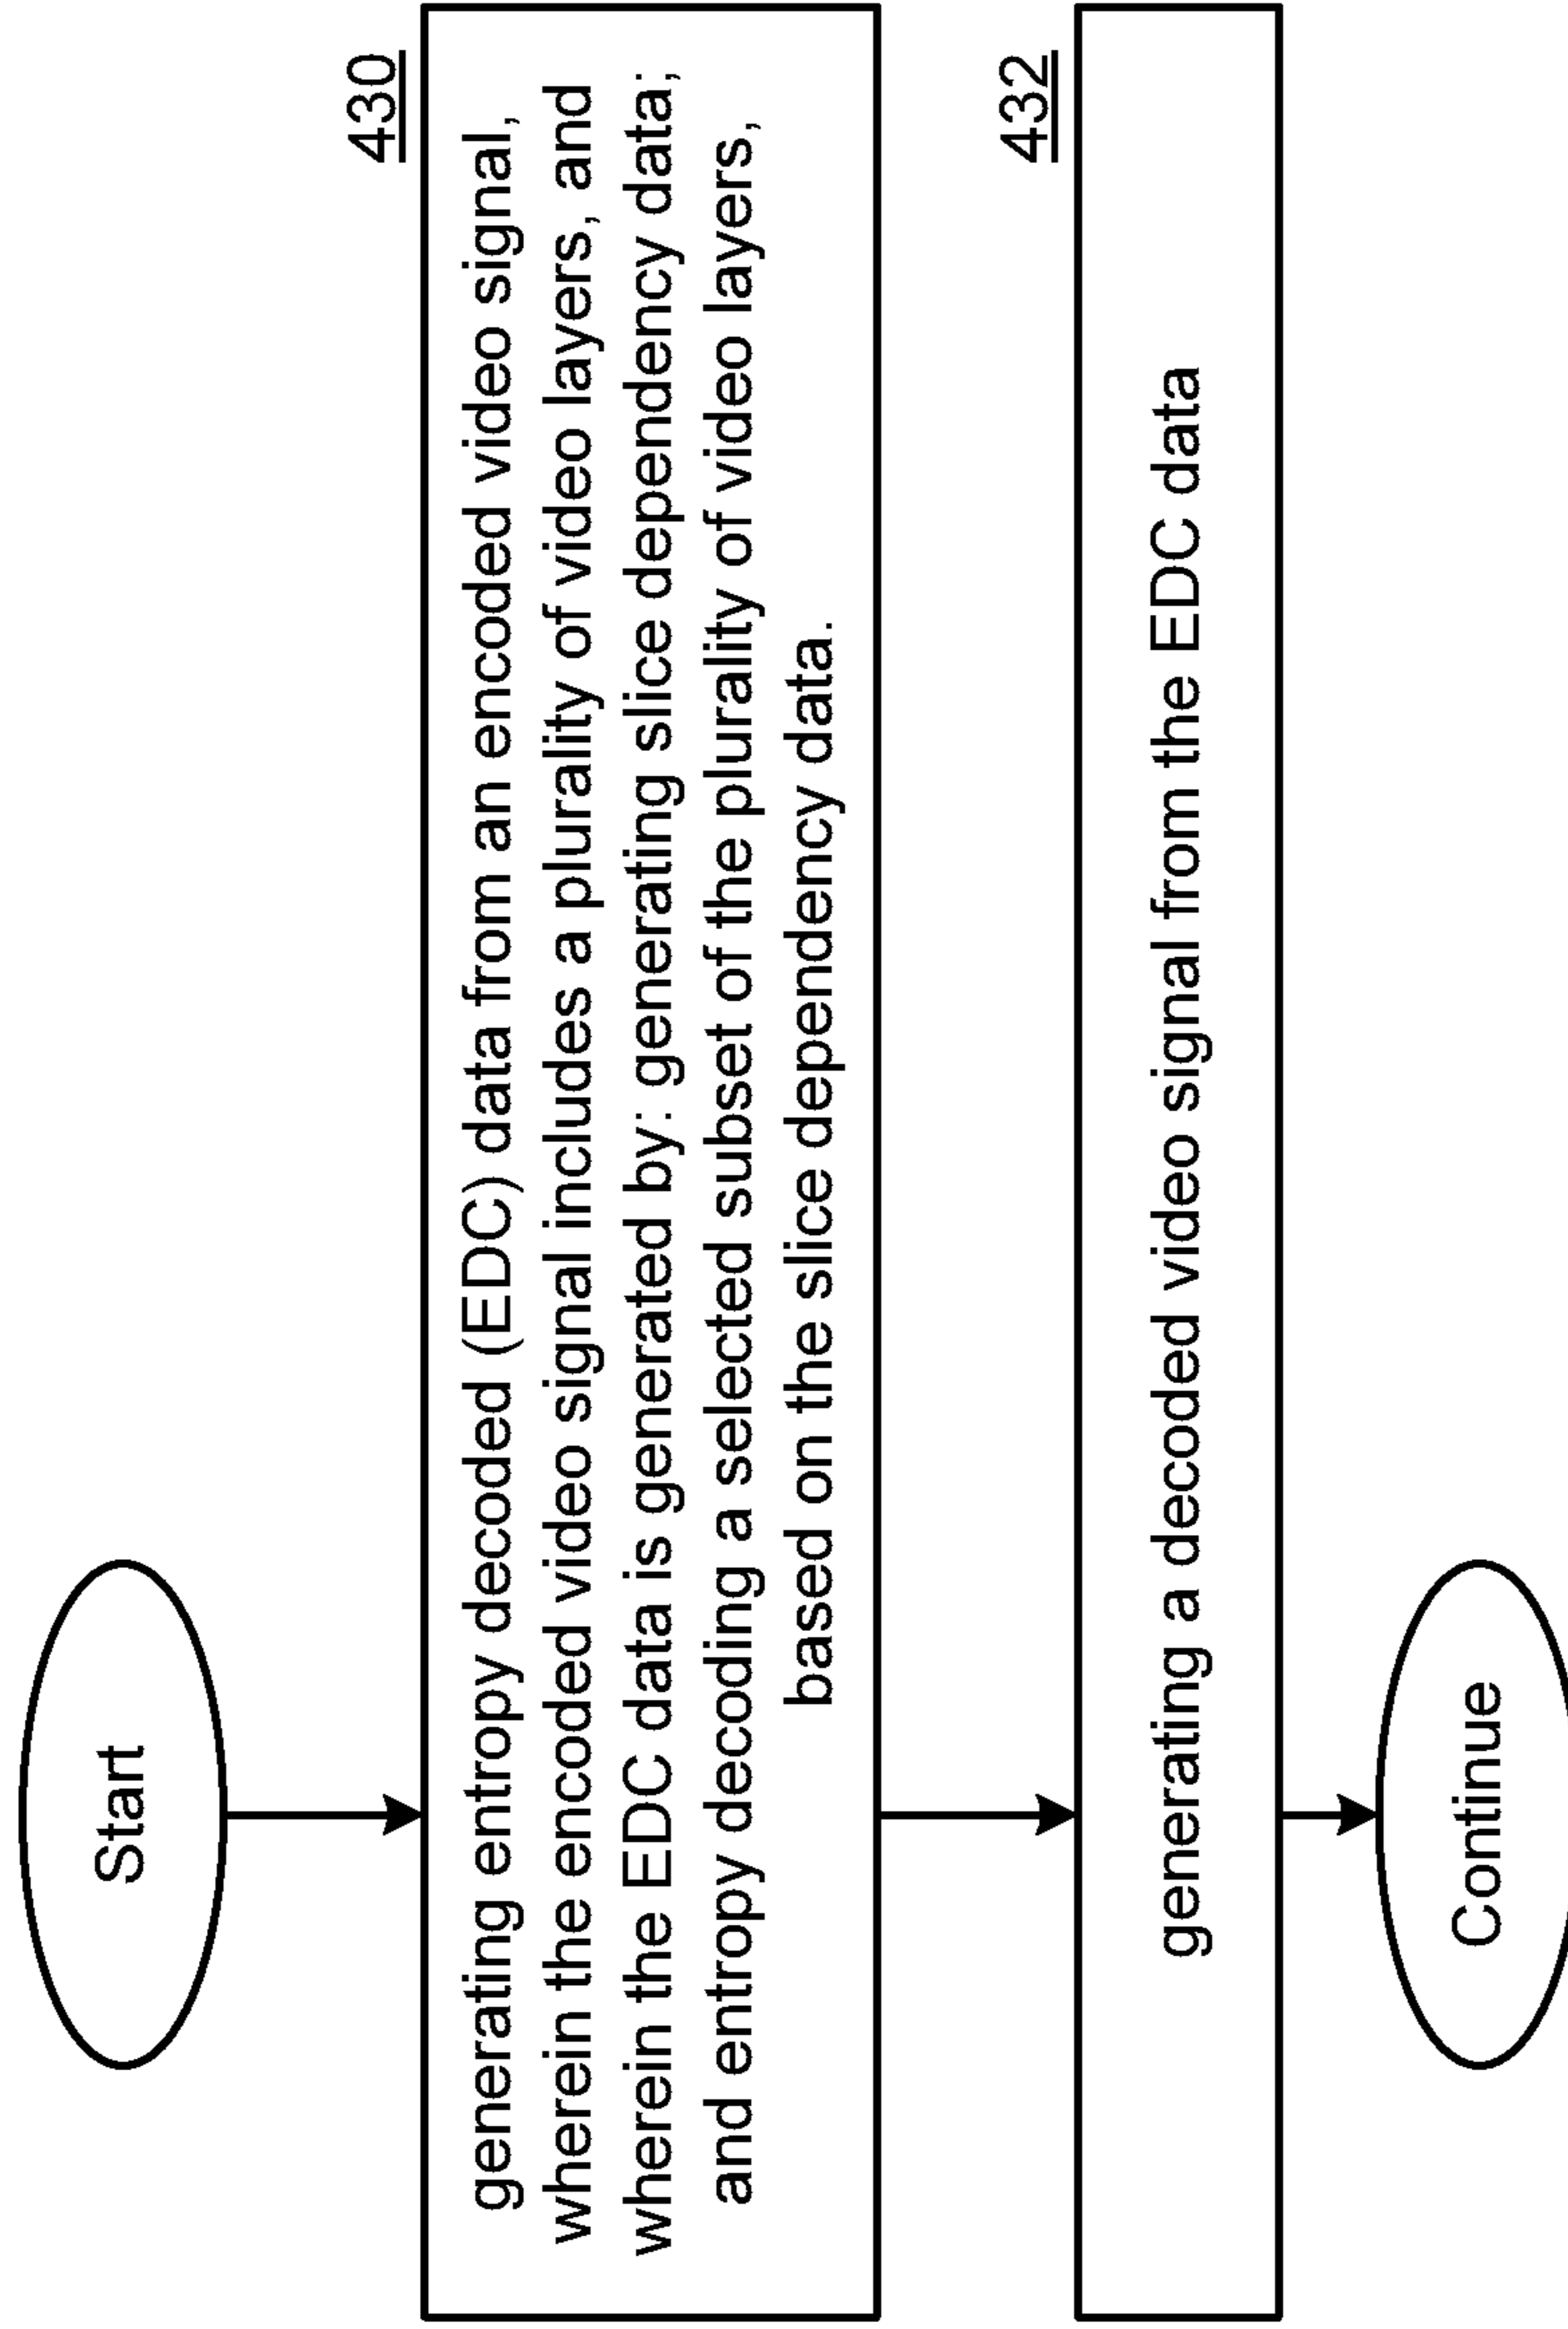 Start
430
generating entropy decoded (EDC) data from an encoded video signal,
wherein the encoded video signal includes a plurality of video layers, and
wherein the EDC data is generated by: generating slice dependency data;
and entropy decoding a selected subset of the plurality of video layers,
based on the slice dependency data.
432
generating a decoded video signal from the EDC data
Continue